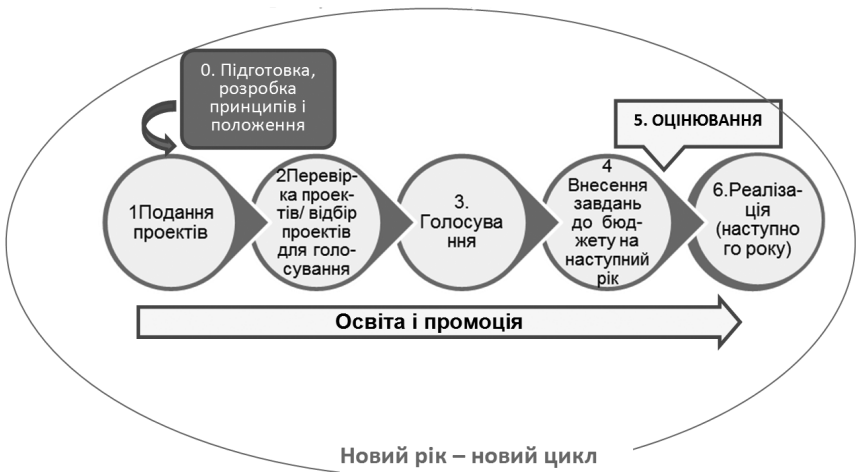 0. Підготовка,
розробка
принципів і
положення
5. ОЦІНЮВАННЯ
1Подання
проектів
2Перевір-
ка проек-
тів/ відбір
проектів
для голо-
сування
3.
Голосува
ння
4
Внесення
завдань
до бюд-
жету на
наступний
рік
6.Реаліза-
ція
(наступно
го року)
Освіта і промоція
Новий рік – новий цикл